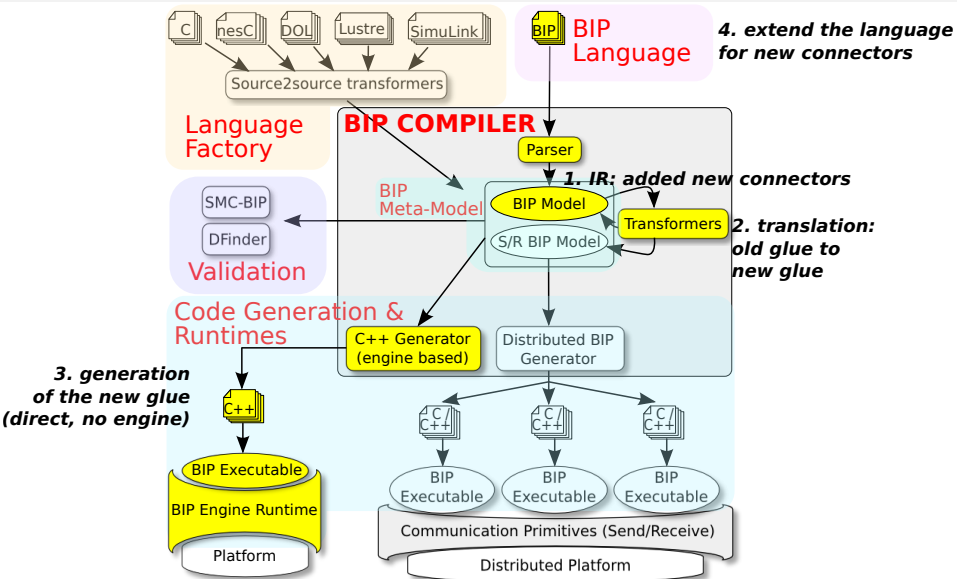 C
nesC
DOL
Lustre
SimuLink
Source2source transformers
Language
Factory
BIP
BIP
Language
4. extend the language
for new connectors
BIP COMPILER
Parser
1. IR: added new connectors
BIP
Meta-Model
BIP Model
S/R BIP Model
Transformers
2. translation:
old glue to
new glue
SMC-BIP
DFinder
Validation
Code Generation &
Runtimes
C++ Generator
(engine based)
Distributed BIP
Generator
3. generation
of the new glue
(direct, no engine)
C++
C /
C++
C /
C++
C /
C++
BIP Executable
BIP Engine Runtime
Platform
BIP
Executable
BIP
Executable
BIP
Executable
Communication Primitives (Send/Receive)
Distributed Platform